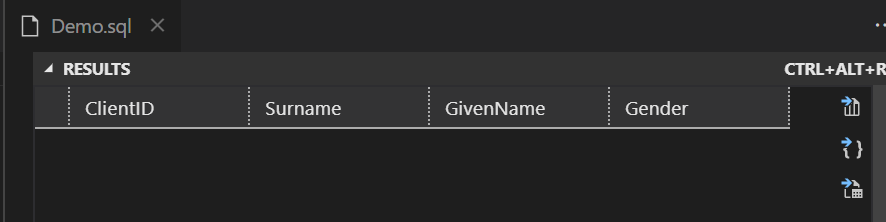 Demo.sql
RESULTS CTRL+ALT+R
ClientID Surname GivenName Gender